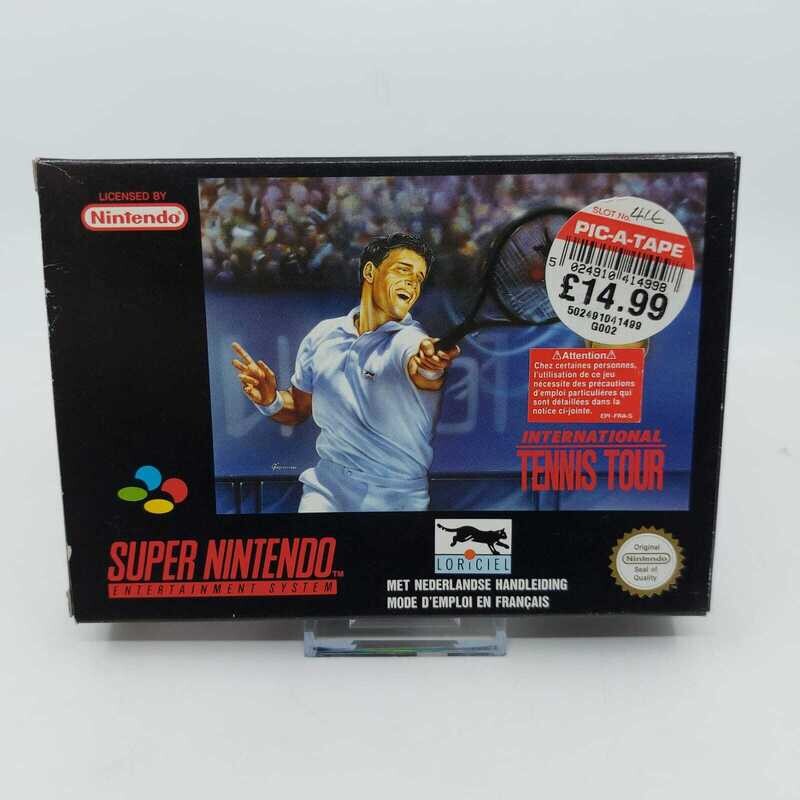 LICENSED BY
Nintendo
SLOT No. 416
PIC-A-TAPE
5 024910 414998
£14.99
502491041499
G002
⚠Attention⚠
Chez certaines personnes,
l'utilisation de ce jeu
nécessite des précautions
d'emploi particulières qui
sont détaillées dans la
notice ci-jointe.
EPI-FRA-S
INTERNATIONAL
TENNIS TOUR
SUPER NINTENDO TM
ENTERTAINMENT SYSTEM
LORICIEL
MET NEDERLANDSE HANDLEIDING
MODE D'EMPLOI EN FRANÇAIS
Original
Nintendo
Seal of
Quality